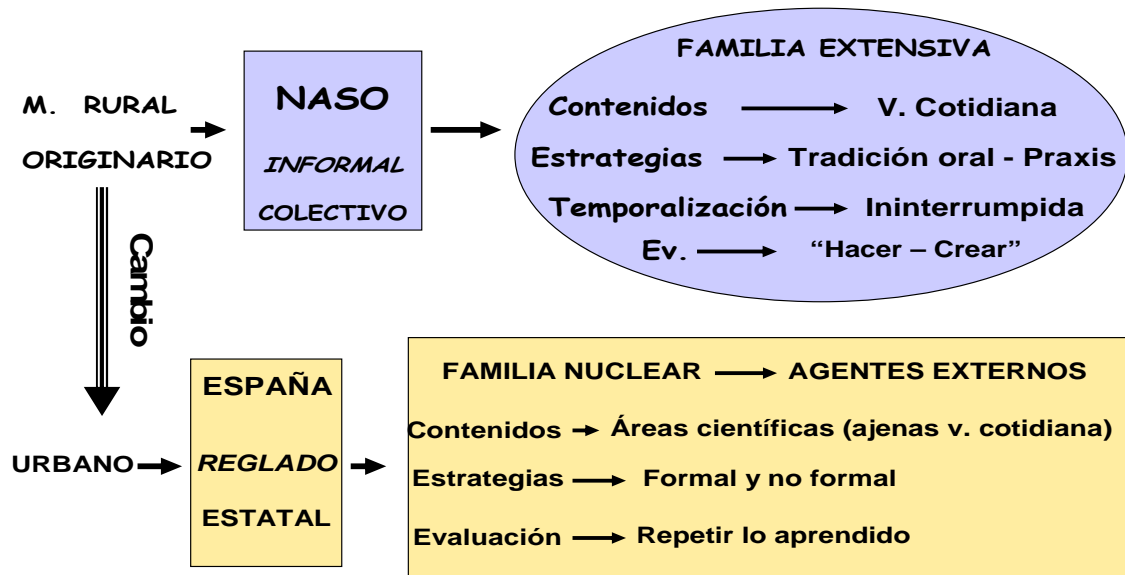 M. RURAL
ORIGINARIO
NASO
INFORMAL
COLECTIVO
FAMILIA EXTENSIVA
Contenidos V. Cotidiana
Estrategias Tradición oral - Praxis
Temporalización Ininterrumpida
Ev. “Hacer – Crear”
Cambio
URBANO
ESPAÑA
REGLADO
ESTATAL
FAMILIA NUCLEAR AGENTES EXTERNOS
Contenidos Áreas científicas (ajenas v. cotidiana)
Estrategias Formal y no formal
Evaluación Repetir lo aprendido